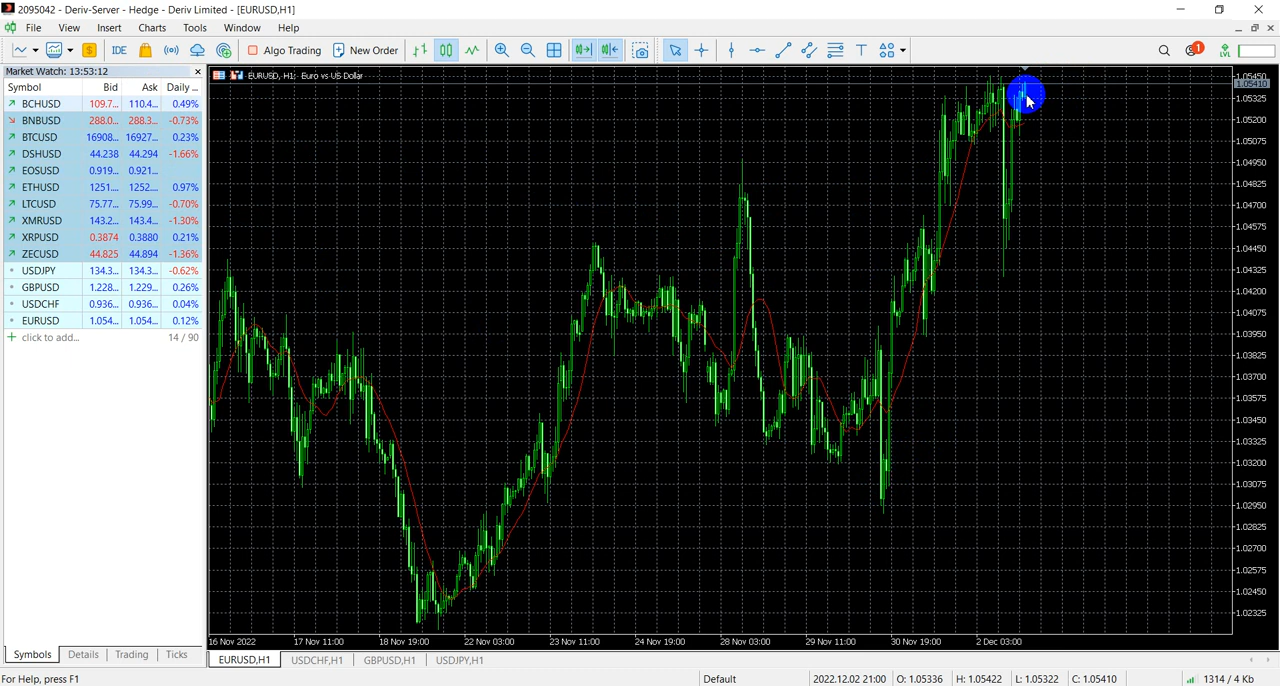 2095042 - Deriv-Server - Hedge - Deriv Limited - [EURUSD,H1]
File View Insert Charts Tools Window Help
IDE Algo Trading New Order 1 LVL
Market Watch: 13:53:12
Symbol Bid Ask Daily ...
BCHUSD 109.7... 110.4... 0.49%
BNBUSD 288.0... 288.3... -0.73%
BTCUSD 16908... 16927... 0.23%
DSHUSD 44.238 44.294 -1.66%
EOSUSD 0.919... 0.921...
ETHUSD 1251.... 1252.... 0.97%
LTCUSD 75.77... 75.99... -0.70%
XMRUSD 143.2... 143.4... -1.30%
XRPUSD 0.3874 0.3880 0.21%
ZECUSD 44.825 44.894 -1.36%
USDJPY 134.3... 134.3... -0.62%
GBPUSD 1.228... 1.229... 0.26%
USDCHF 0.936... 0.936... 0.04%
EURUSD 1.054... 1.054... 0.12%
click to add... 14 / 90
Symbols Details Trading Ticks
EURUSD, H1: Euro vs US Dollar
1.05450
1.05410
1.05325
1.05200
1.05075
1.04950
1.04825
1.04700
1.04575
1.04450
1.04325
1.04200
1.04075
1.03950
1.03825
1.03700
1.03575
1.03450
1.03325
1.03200
1.03075
1.02950
1.02825
1.02700
1.02575
1.02450
1.02325
16 Nov 2022 17 Nov 11:00 18 Nov 19:00 22 Nov 03:00 23 Nov 11:00 24 Nov 19:00 28 Nov 03:00 29 Nov 11:00 30 Nov 19:00 2 Dec 03:00
EURUSD,H1 USDCHF,H1 GBPUSD,H1 USDJPY,H1
For Help, press F1 Default 2022.12.02 21:00 O: 1.05336 H: 1.05422 L: 1.05322 C: 1.05410 1314 / 4 Kb